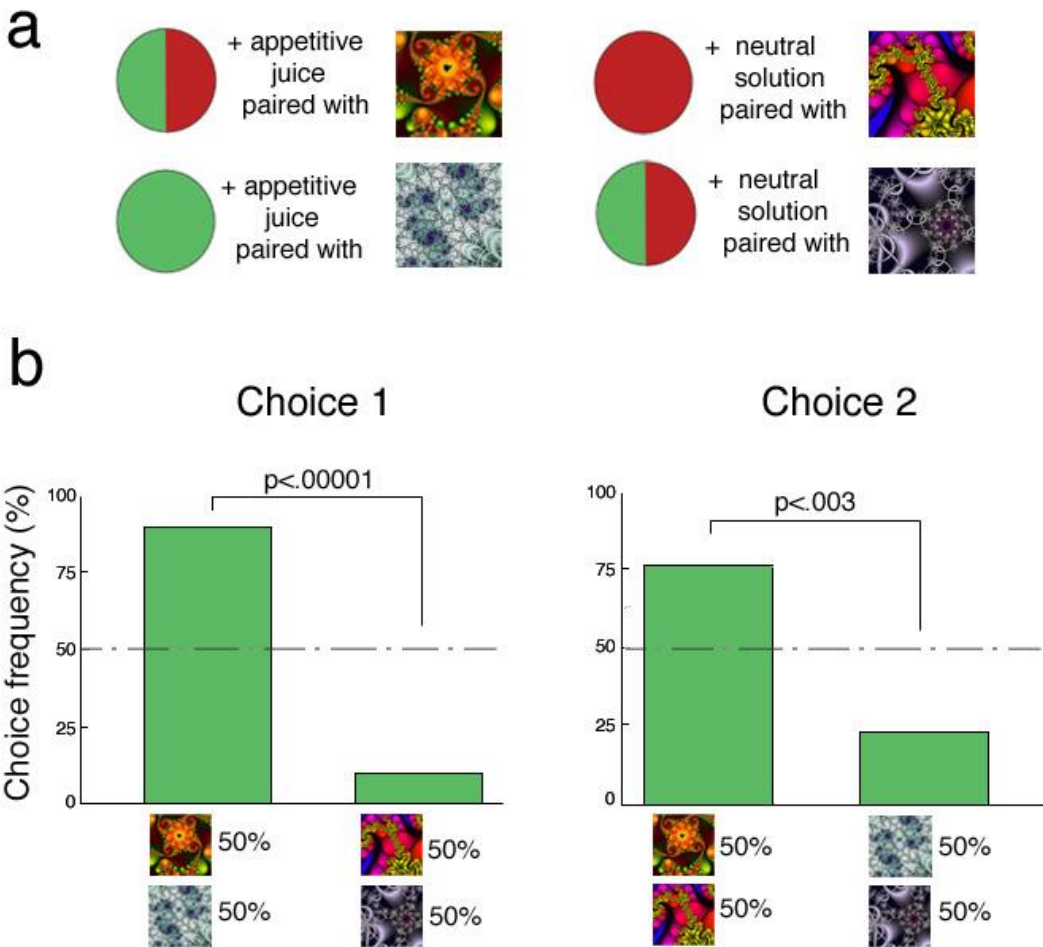 a
+ appetitive
juice
paired with
+ neutral
solution
paired with
+ appetitive
juice
paired with
+ neutral
solution
paired with
b
Choice 1
Choice frequency (%)
100
75
50
25
0
p<.00001
50%
50%
50%
50%
Choice 2
100
75
50
25
0
p<.003
50%
50%
50%
50%